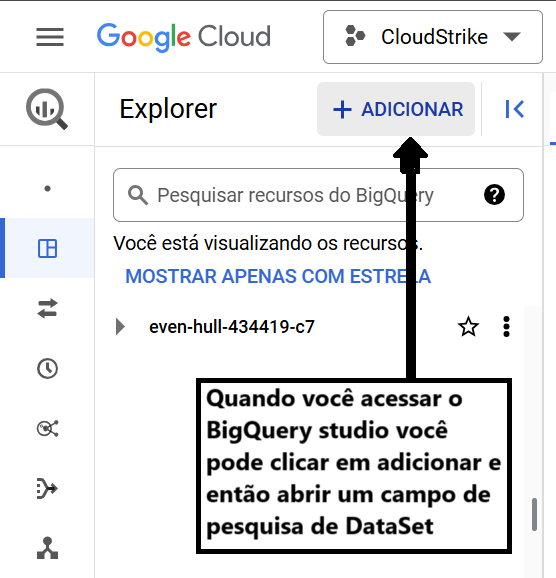 Google Cloud
CloudStrike
Explorer
+ ADICIONAR
Pesquisar recursos do BigQuery
?
Você está visualizando os recursos.
MOSTRAR APENAS COM ESTRELA
even-hull-434419-c7
Quando você acessar o
BigQuery studio você
pode clicar em adicionar e
então abrir um campo de
pesquisa de DataSet